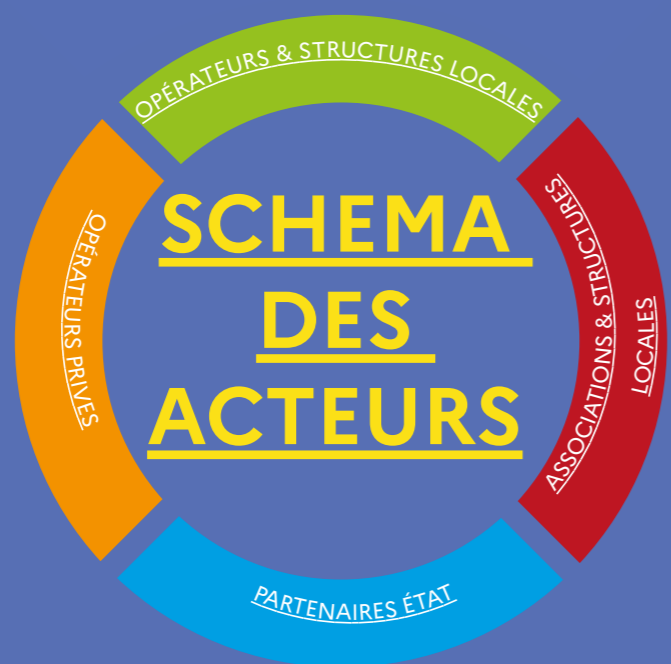 OPÉRATEURS & STRUCTURES LOCALES
SCHEMA
DES
ACTEURS
OPÉRATEURS PRIVES
ASSOCIATIONS & STRUCTURES
LOCALES
PARTENAIRES ÉTAT